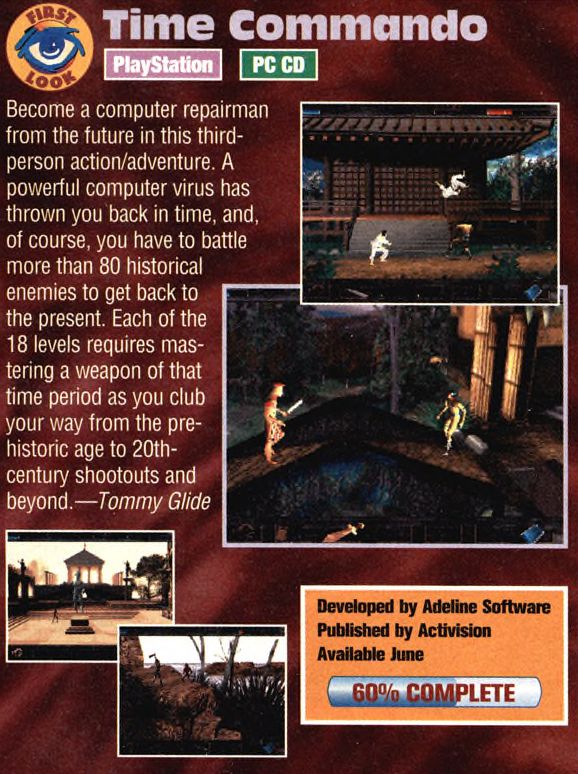 FIRST
LOOK
Time Commando
PlayStation
PC CD
Become a computer repairman
from the future in this third-
person action/adventure. A
powerful computer virus has
thrown you back in time, and,
of course, you have to battle
more than 80 historical
enemies to get back to
the present. Each of the
18 levels requires mas-
tering a weapon of that
time period as you club
your way from the pre-
historic age to 20th-
century shootouts and
beyond.—Tommy Glide
Developed by Adeline Software
Published by Activision
Available June
60% COMPLETE